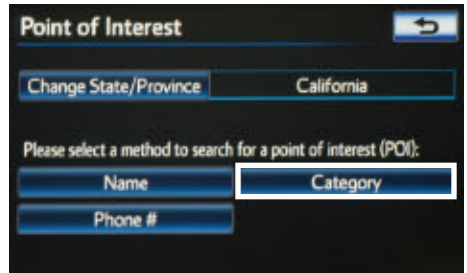 Point of Interest
Change State/Province California
Please select a method to search for a point of interest (POI):
Name Category
Phone #